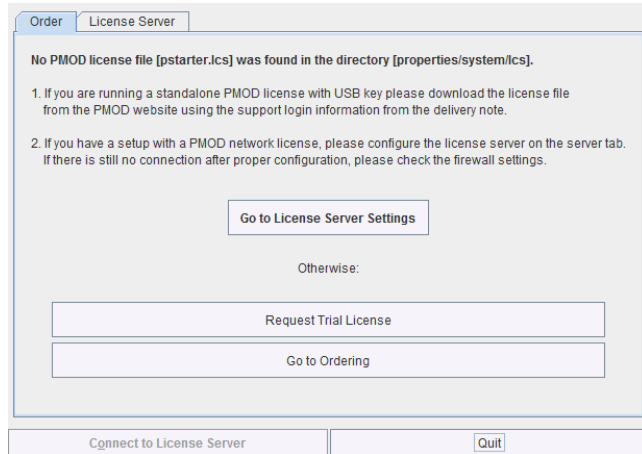 Order
License Server
No PMOD license file [pstarter.lcs] was found in the directory [properties/system/lcs].
1. If you are running a standalone PMOD license with USB key please download the license file
from the PMOD website using the support login information from the delivery note.
2. If you have a setup with a PMOD network license, please configure the license server on the server tab.
If there is still no connection after proper configuration, please check the firewall settings.
Go to License Server Settings
Otherwise:
Request Trial License
Go to Ordering
Connect to License Server
Quit